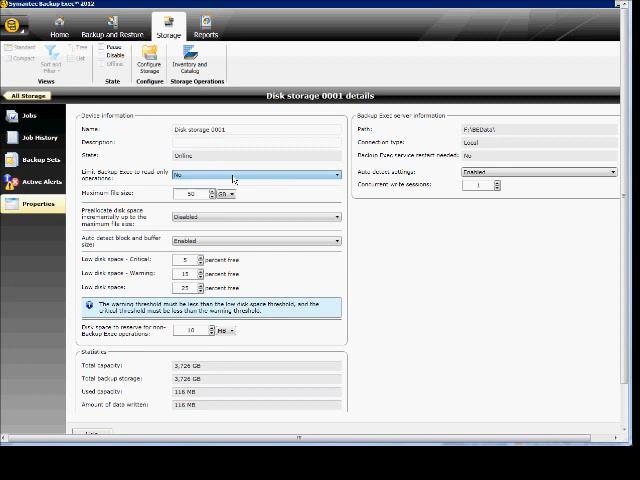 Symantec Backup Exec™ 2012
Home
Backup and Restore
Storage
Reports
Standard
Compact
Sort and Filter
Tree
List
Views
Pause
Disable
Offline
State
Configure Storage
Configure
Inventory and Catalog
Storage Operations
All Storage
Disk storage 0001 details
Jobs
Job History
Backup Sets
Active Alerts
Properties
Device information
Name: Disk storage 0001
Description:
State: Online
Limit Backup Exec to read-only
operations: No
Maximum file size: 50 GB
Preallocate disk space
incrementally up to the
maximum file size: Disabled
Auto detect block and buffer
size: Enabled
Low disk space - Critical: 5 percent free
Low disk space - Warning: 15 percent free
Low disk space: 25 percent free
The warning threshold must be less than the low disk space threshold, and the
critical threshold must be less than the warning threshold.
Disk space to reserve for non-
Backup Exec operations: 10 MB
Statistics
Total capacity: 3,726 GB
Total backup storage: 3,726 GB
Used capacity: 116 MB
Amount of data written: 116 MB
Backup Exec server information
Path: F:\BEData\
Connection type: Local
Backup Exec service restart needed: No
Auto detect settings: Enabled
Concurrent write sessions: 1